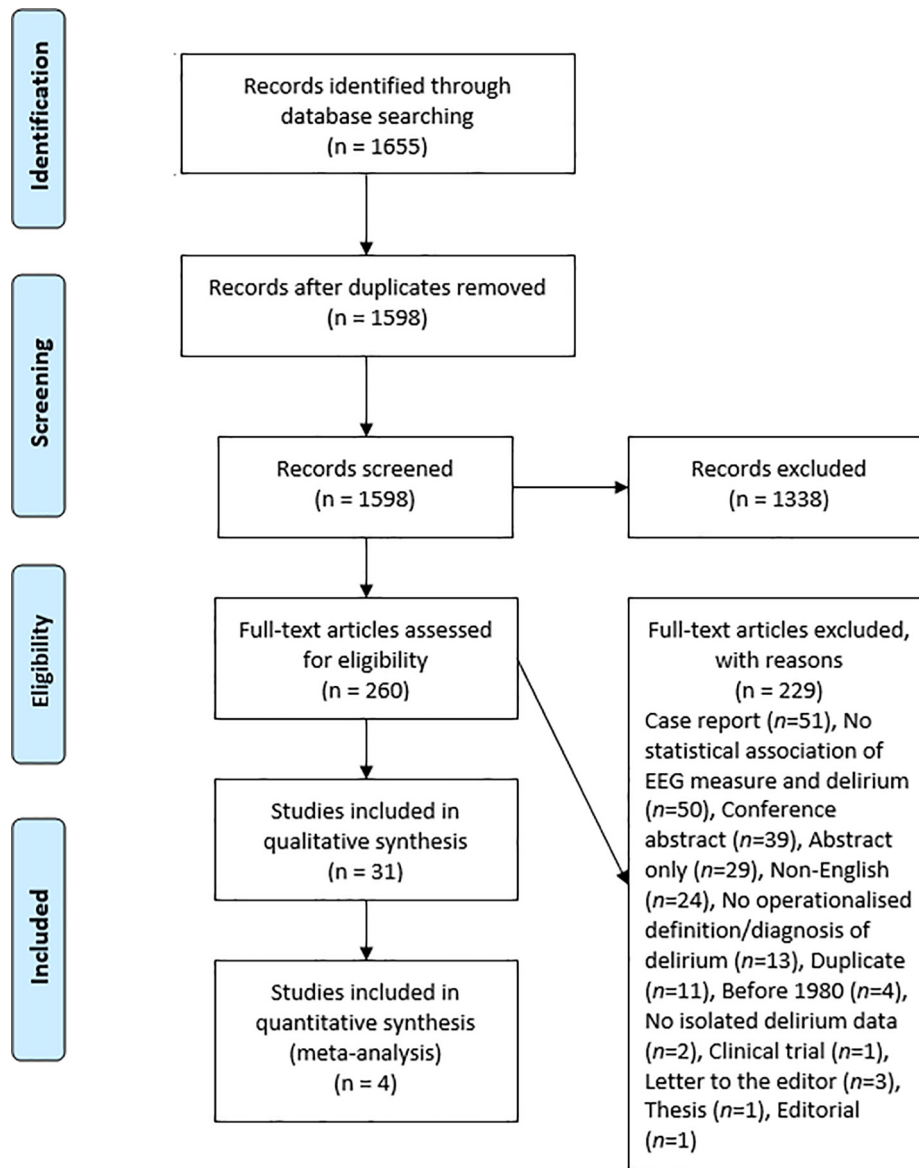 Identification
Records identified through
database searching
(n = 1655)
Screening
Records after duplicates removed
(n = 1598)
Records screened
(n = 1598)
Records excluded
(n = 1338)
Eligibility
Full-text articles assessed
for eligibility
(n = 260)
Full-text articles excluded,
with reasons
(n = 229)
Case report (n=51), No
statistical association of
EEG measure and delirium
(n=50), Conference
abstract (n=39), Abstract
only (n=29), Non-English
(n=24), No operationalised
definition/diagnosis of
delirium (n=13), Duplicate
(n=11), Before 1980 (n=4),
No isolated delirium data
(n=2), Clinical trial (n=1),
Letter to the editor (n=3),
Thesis (n=1), Editorial
(n=1)
Studies included in
qualitative synthesis
(n = 31)
Included
Studies included in
quantitative synthesis
(meta-analysis)
(n = 4)